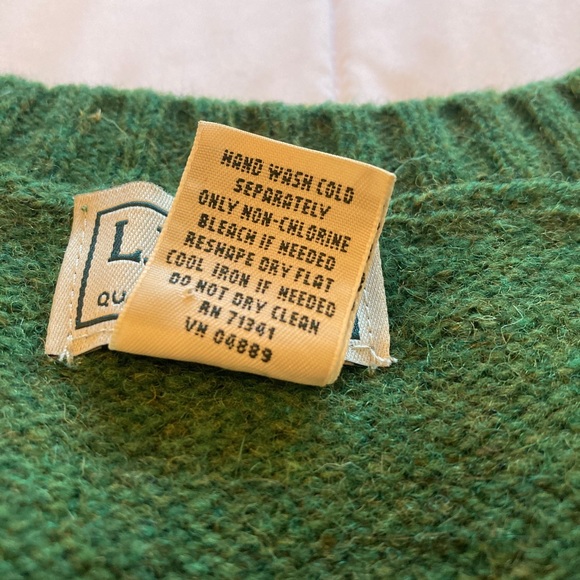 HAND WASH COLD
SEPARATELY
ONLY NON-CHLORINE
BLEACH IF NEEDED
RESHAPE DRY FLAT
COOL IRON IF NEEDED
DO NOT DRY CLEAN
RN 71341
VN 04889
L
QU